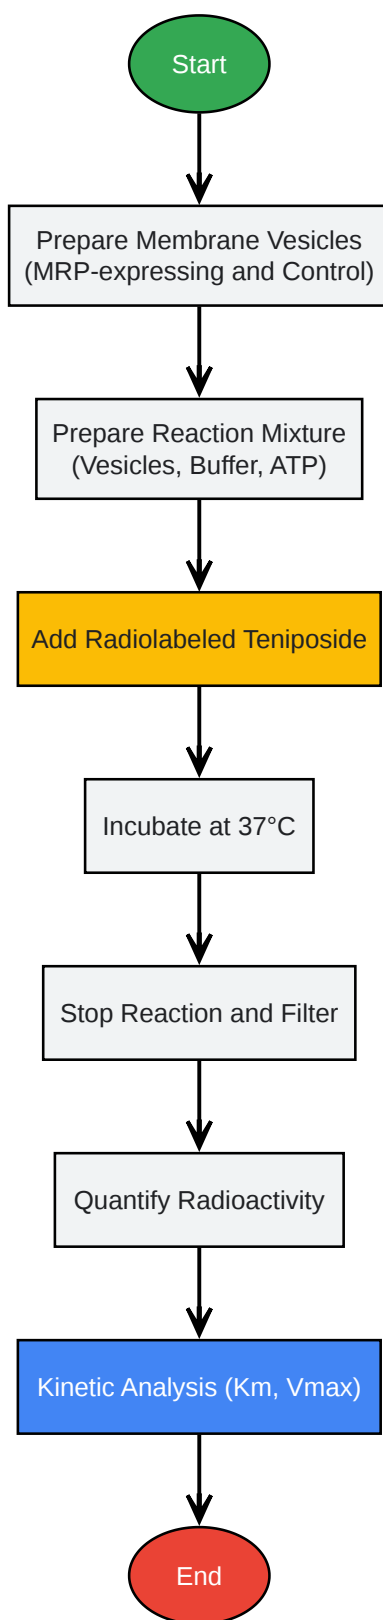 Start
Prepare Membrane Vesicles
(MRP-expressing and Control)
Prepare Reaction Mixture
(Vesicles, Buffer, ATP)
Add Radiolabeled Teniposide
Incubate at 37°C
Stop Reaction and Filter
Quantify Radioactivity
Kinetic Analysis (Km, Vmax)
End